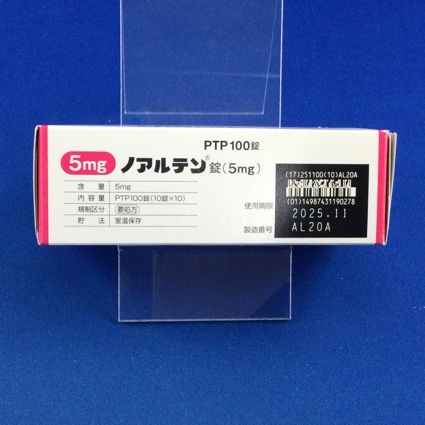 PTP100錠
5mg ノアルテン®錠(5mg)
含 量 5mg
内 容 量 PTP100錠(10錠×10)
規制区分 要処方
貯 法 室温保存
(17)251100(10)AL20A
(01)14987431190278
使用期限 2025.11
製造番号 AL20A